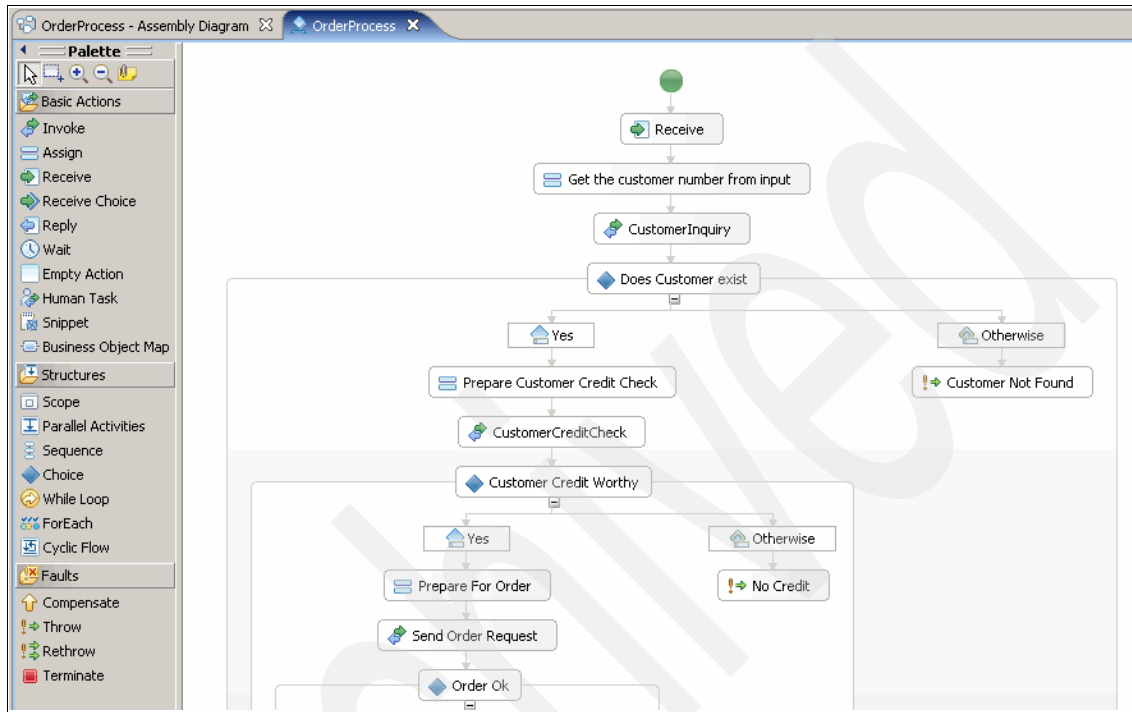 OrderProcess - Assembly Diagram
OrderProcess
Palette
Basic Actions
Invoke
Assign
Receive
Receive Choice
Reply
Wait
Empty Action
Human Task
Snippet
Business Object Map
Structures
Scope
Parallel Activities
Sequence
Choice
While Loop
ForEach
Cyclic Flow
Faults
Compensate
Throw
Rethrow
Terminate
Receive
Get the customer number from input
CustomerInquiry
Does Customer exist
Yes
Otherwise
Prepare Customer Credit Check
Customer Not Found
CustomerCreditCheck
Customer Credit Worthy
Yes
Otherwise
Prepare For Order
No Credit
Send Order Request
Order Ok